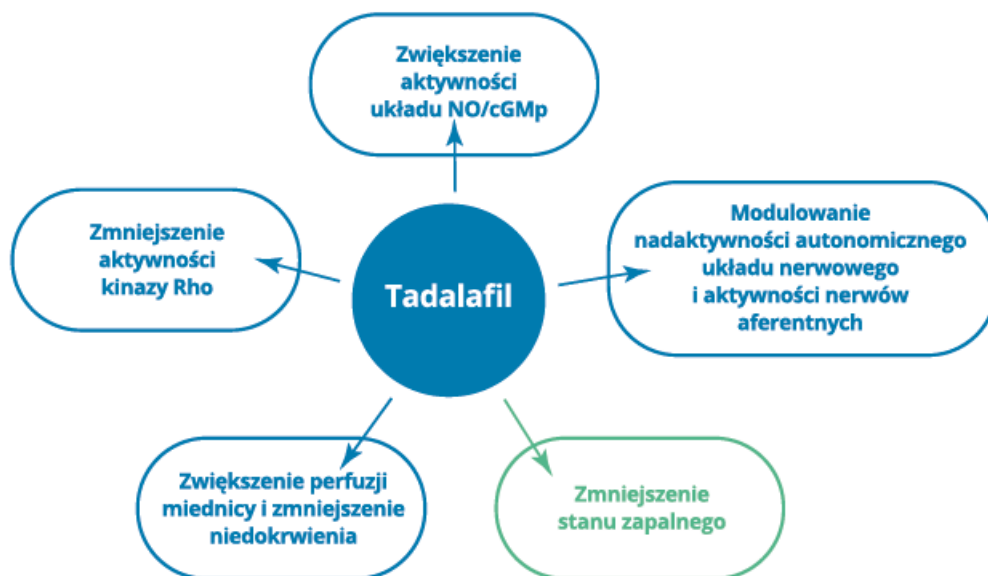 Zwiększenie
aktywności
układu NO/cGMp
Zmniejszenie
aktywności
kinazy Rho
Tadalafil
Modulowanie
nadaktywności autonomicznego
układu nerwowego
i aktywności nerwów
aferentnych
Zwiększenie perfuzji
miednicy i zmniejszenie
niedokrwienia
Zmniejszenie
stanu zapalnego